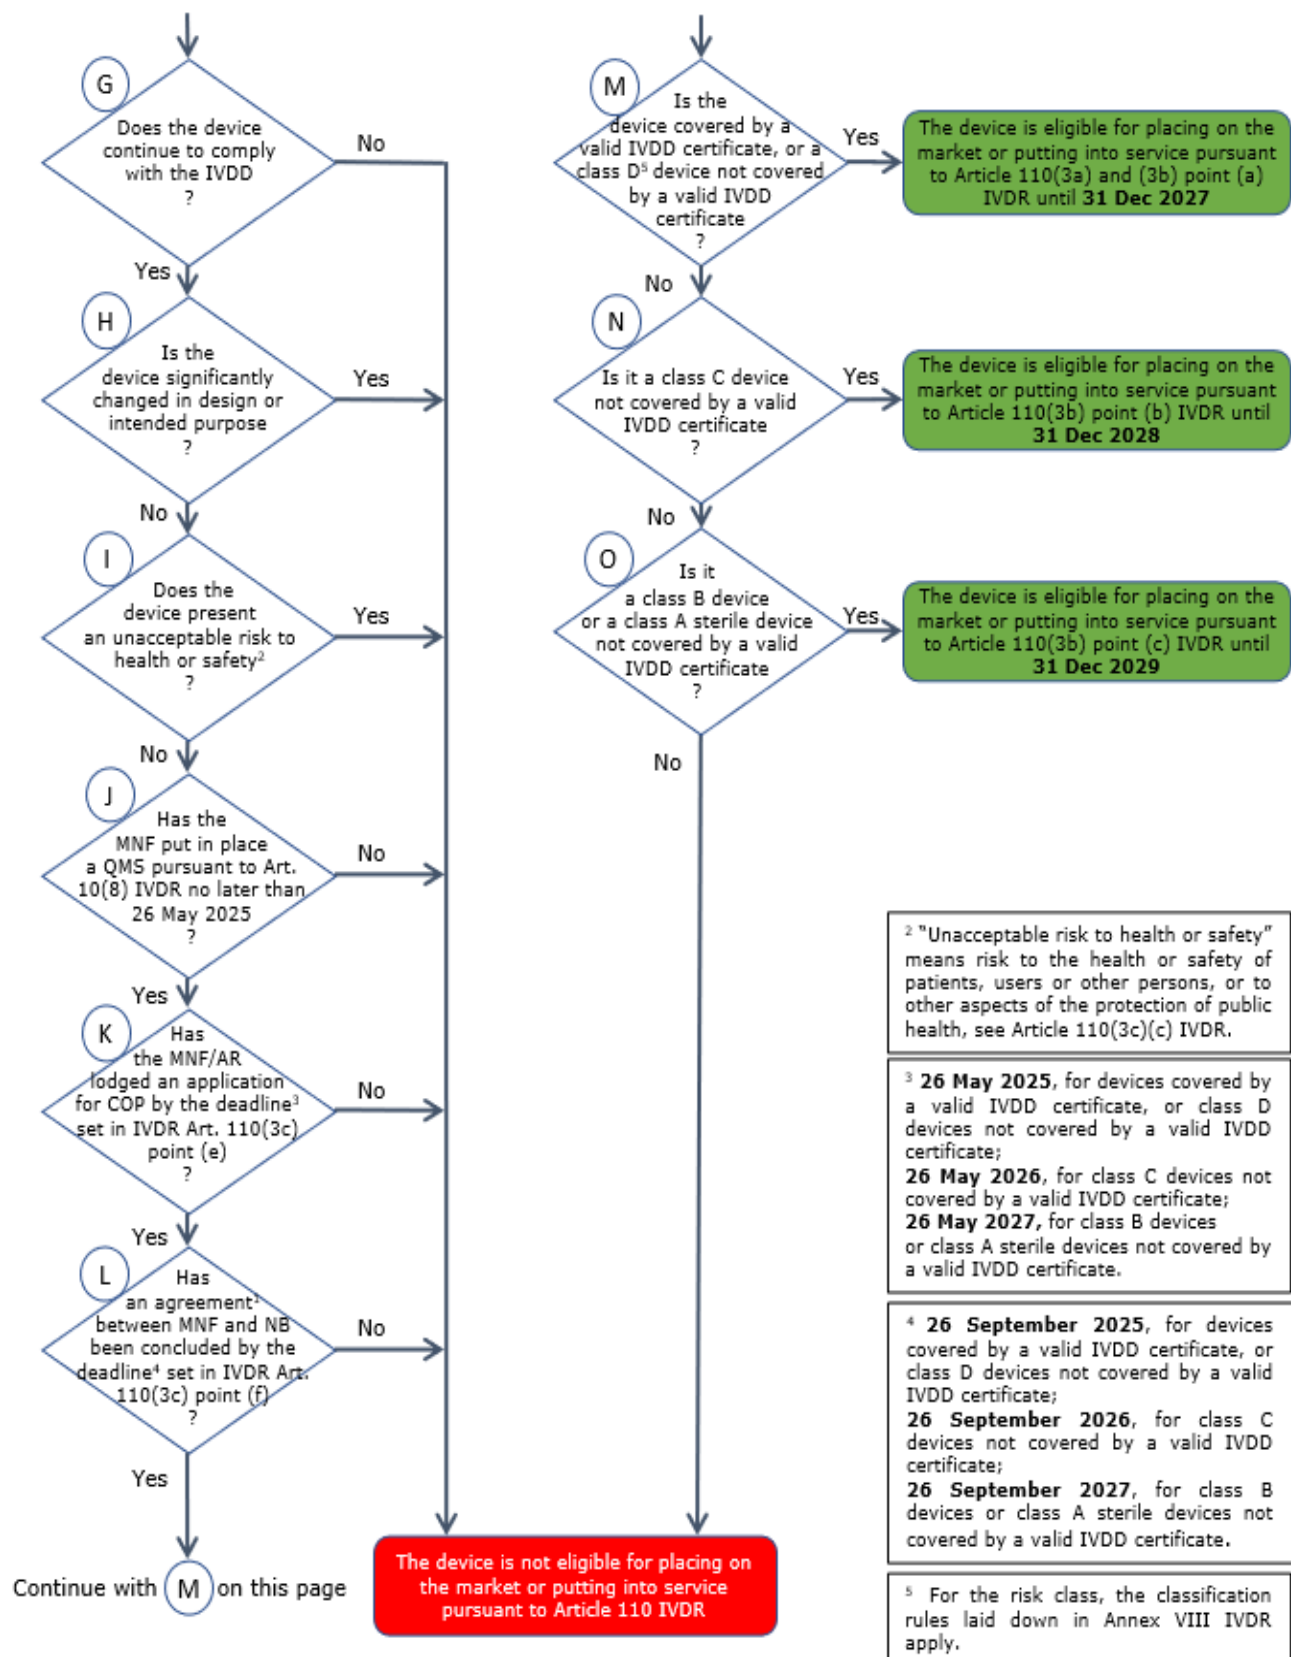 G
Does the device
continue to comply
with the IVDD
?
No
Yes
H
Is the
device significantly
changed in design or
intended purpose
?
Yes
No
I
Does the
device present
an unacceptable risk to
health or safety²
?
Yes
No
J
Has the
MNF put in place
a QMS pursuant to Art.
10(8) IVDR no later than
26 May 2025
?
No
Yes
K
Has
the MNF/AR
lodged an application
for COP by the deadline³
set in IVDR Art. 110(3c)
point (e)
?
No
Yes
L
Has
an agreement¹
between MNF and NB
been concluded by the
deadline⁴ set in IVDR Art.
110(3c) point (f)
?
No
Yes
Continue with M on this page
M
Is the
device covered by a
valid IVDD certificate, or a
class D⁵ device not covered
by a valid IVDD
certificate
?
Yes
The device is eligible for placing on the
market or putting into service pursuant
to Article 110(3a) and (3b) point (a)
IVDR until 31 Dec 2027
No
N
Is it a class C device
not covered by a valid
IVDD certificate
?
Yes
The device is eligible for placing on the
market or putting into service pursuant
to Article 110(3b) point (b) IVDR until
31 Dec 2028
No
O
Is it
a class B device
or a class A sterile device
not covered by a valid
IVDD certificate
?
Yes
The device is eligible for placing on the
market or putting into service pursuant
to Article 110(3b) point (c) IVDR until
31 Dec 2029
No
The device is not eligible for placing on
the market or putting into service
pursuant to Article 110 IVDR
² “Unacceptable risk to health or safety”
means risk to the health or safety of
patients, users or other persons, or to
other aspects of the protection of public
health, see Article 110(3c)(c) IVDR.
³ 26 May 2025, for devices covered by
a valid IVDD certificate, or class D
devices not covered by a valid IVDD
certificate;
26 May 2026, for class C devices not
covered by a valid IVDD certificate;
26 May 2027, for class B devices
or class A sterile devices not covered by
a valid IVDD certificate.
⁴ 26 September 2025, for devices
covered by a valid IVDD certificate, or
class D devices not covered by a valid
IVDD certificate;
26 September 2026, for class C
devices not covered by a valid IVDD
certificate;
26 September 2027, for class B
devices or class A sterile devices not
covered by a valid IVDD certificate.
⁵ For the risk class, the classification
rules laid down in Annex VIII IVDR
apply.